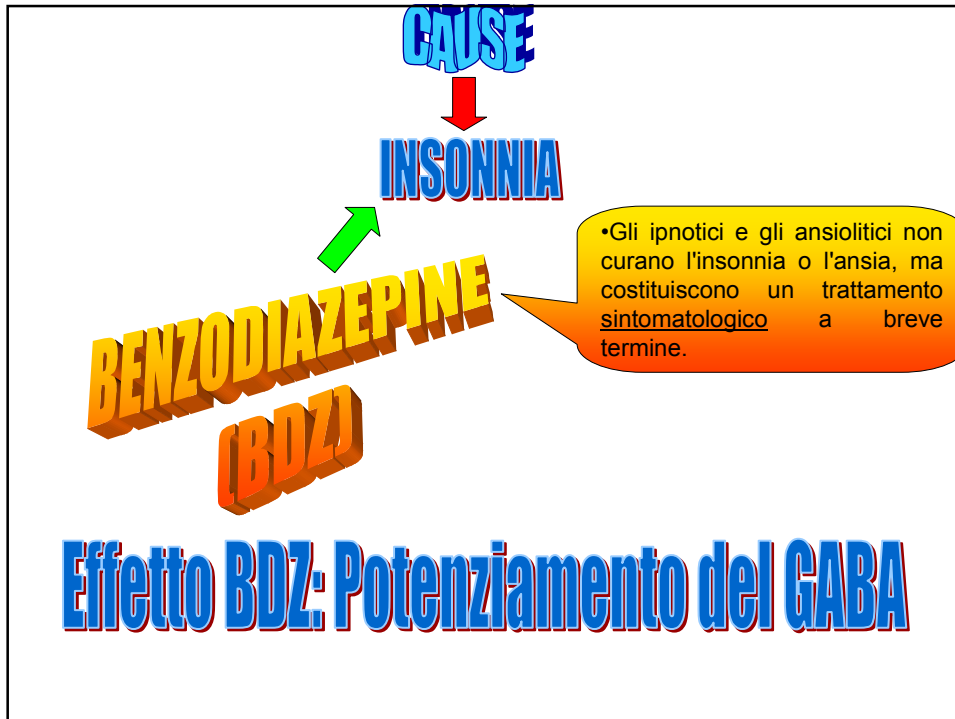 CAUSE
INSONNIA
•Gli ipnotici e gli ansiolitici non
curano l'insonnia o l'ansia, ma
costituiscono un trattamento
sintomatologico a breve
termine.
BENZODIAZEPINE
(BDZ)
Effetto BDZ: Potenziamento del GABA